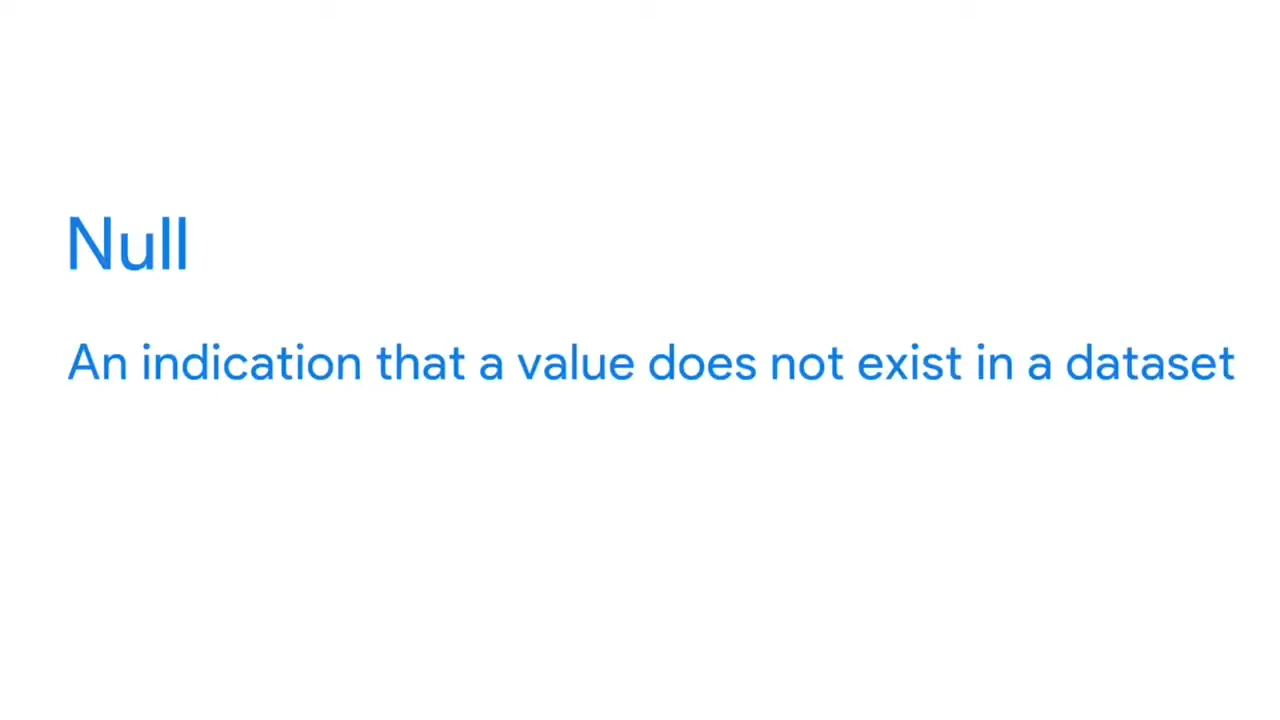 Null
An indication that a value does not exist in a dataset